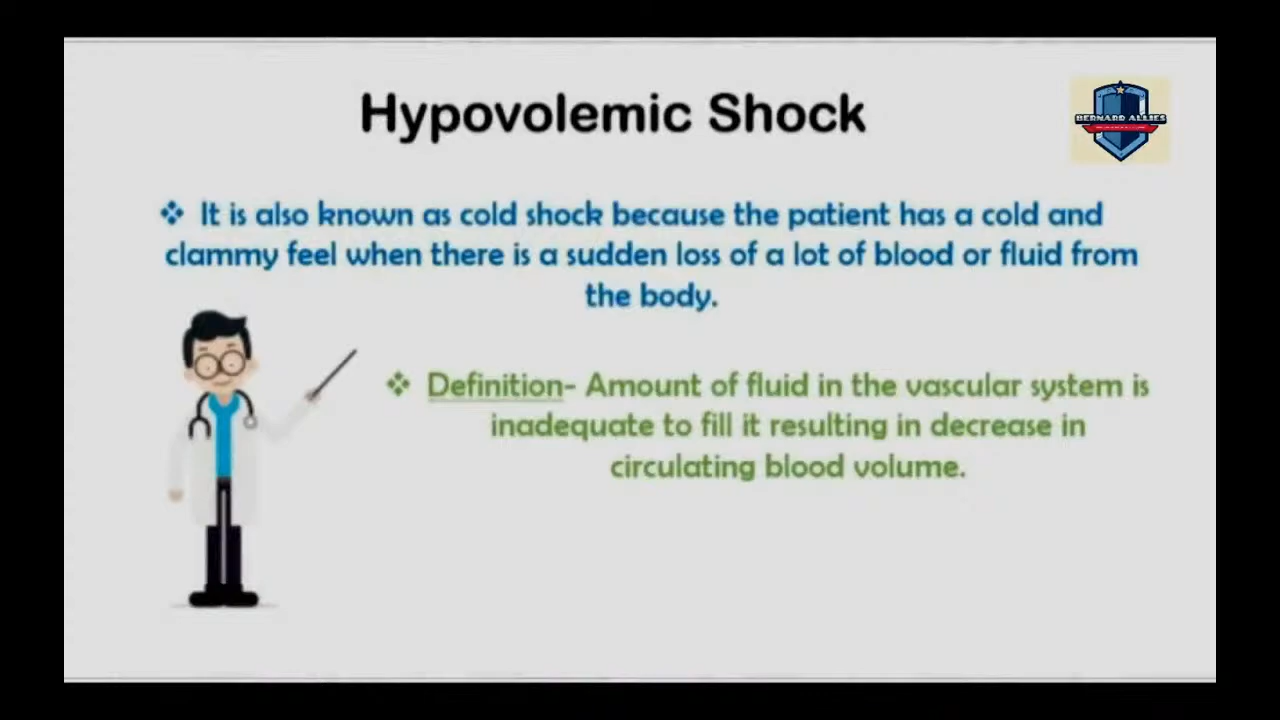 Hypovolemic Shock
BERNARD ALLIES
❖ It is also known as cold shock because the patient has a cold and
clammy feel when there is a sudden loss of a lot of blood or fluid from
the body.
❖ Definition- Amount of fluid in the vascular system is
inadequate to fill it resulting in decrease in
circulating blood volume.